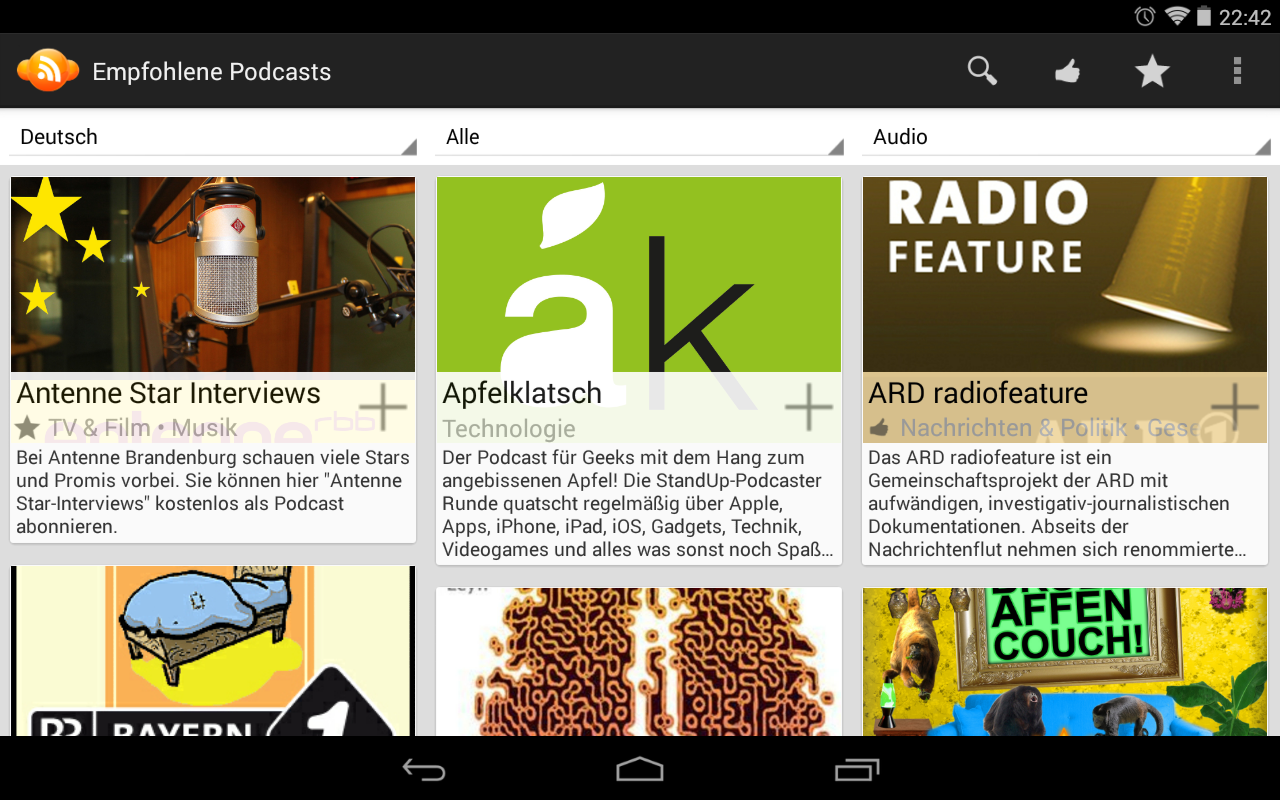 22:42
Empfohlene Podcasts
Deutsch
Alle
Audio
antenne rbb
Antenne Star Interviews
TV & Film • Musik
Bei Antenne Brandenburg schauen viele Stars
und Promis vorbei. Sie können hier "Antenne
Star-Interviews" kostenlos als Podcast
abonnieren.
ák
Apfelklatsch
Technologie
Der Podcast für Geeks mit dem Hang zum
angebissenen Apfel! Die StandUp-Podcaster
Runde quatscht regelmäßig über Apple,
Apps, iPhone, iPad, iOS, Gadgets, Technik,
Videogames und alles was sonst noch Spaß…
RADIO
FEATURE
ARD radiofeature
Nachrichten & Politik • Gese
Das ARD radiofeature ist ein
Gemeinschaftsprojekt der ARD mit
aufwändigen, investigativ-journalistischen
Dokumentationen. Abseits der
Nachrichtenflut nehmen sich renommierte…
BAYERN 1
AFFEN
COUCH!